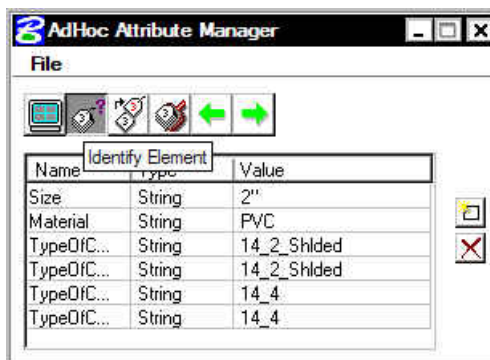 AdHoc Attribute Manager
File
Identify Element
Name Type Value
Size String 2"
Material String PVC
TypeOfC... String 14_2_Shlded
TypeOfC... String 14_2_Shlded
TypeOfC... String 14_4
TypeOfC... String 14_4